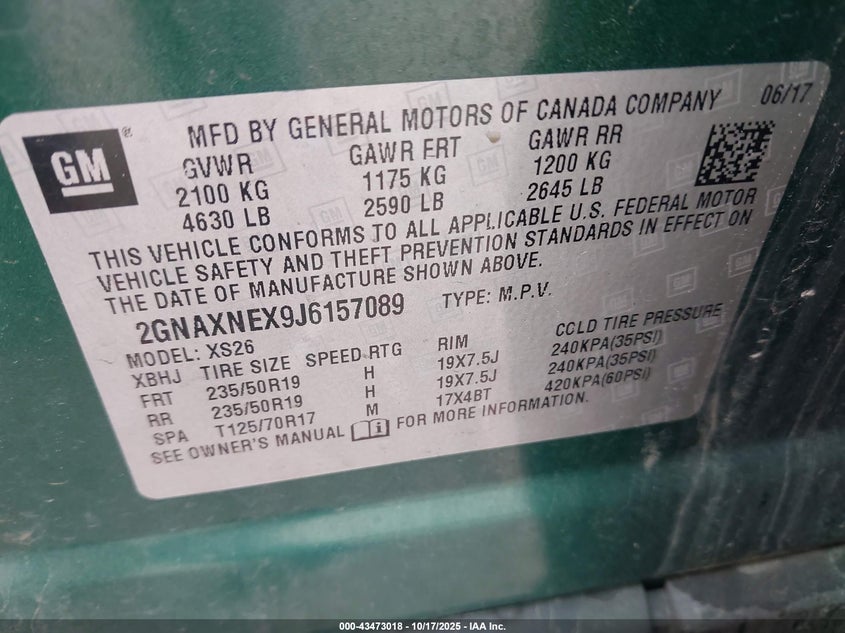 GM®
MFD BY GENERAL MOTORS OF CANADA COMPANY 06/17
GVWR GAWR FRT GAWR RR
2100 KG 1175 KG 1200 KG
4630 LB 2590 LB 2645 LB
THIS VEHICLE CONFORMS TO ALL APPLICABLE U.S. FEDERAL MOTOR
VEHICLE SAFETY AND THEFT PREVENTION STANDARDS IN EFFECT ON
THE DATE OF MANUFACTURE SHOWN ABOVE.
2GNAXNEX9J6157089 TYPE: M.P.V.
MODEL: XS26
XBHJ TIRE SIZE SPEED RTG RIM COLD TIRE PRESSURE
FRT 235/50R19 H 19X7.5J 240KPA(35PSI)
RR 235/50R19 H 19X7.5J 240KPA(35PSI)
SPA T125/70R17 M 17X4BT 420KPA(60PSI)
SEE OWNER'S MANUAL FOR MORE INFORMATION.
000-43473018 - 10/17/2025 - IAA Inc.